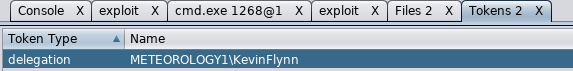 Console X exploit X cmd.exe 1268@1 X exploit X Files 2 X Tokens 2 X
Token Type ▲ Name
delegation METEOROLOGY1\KevinFlynn